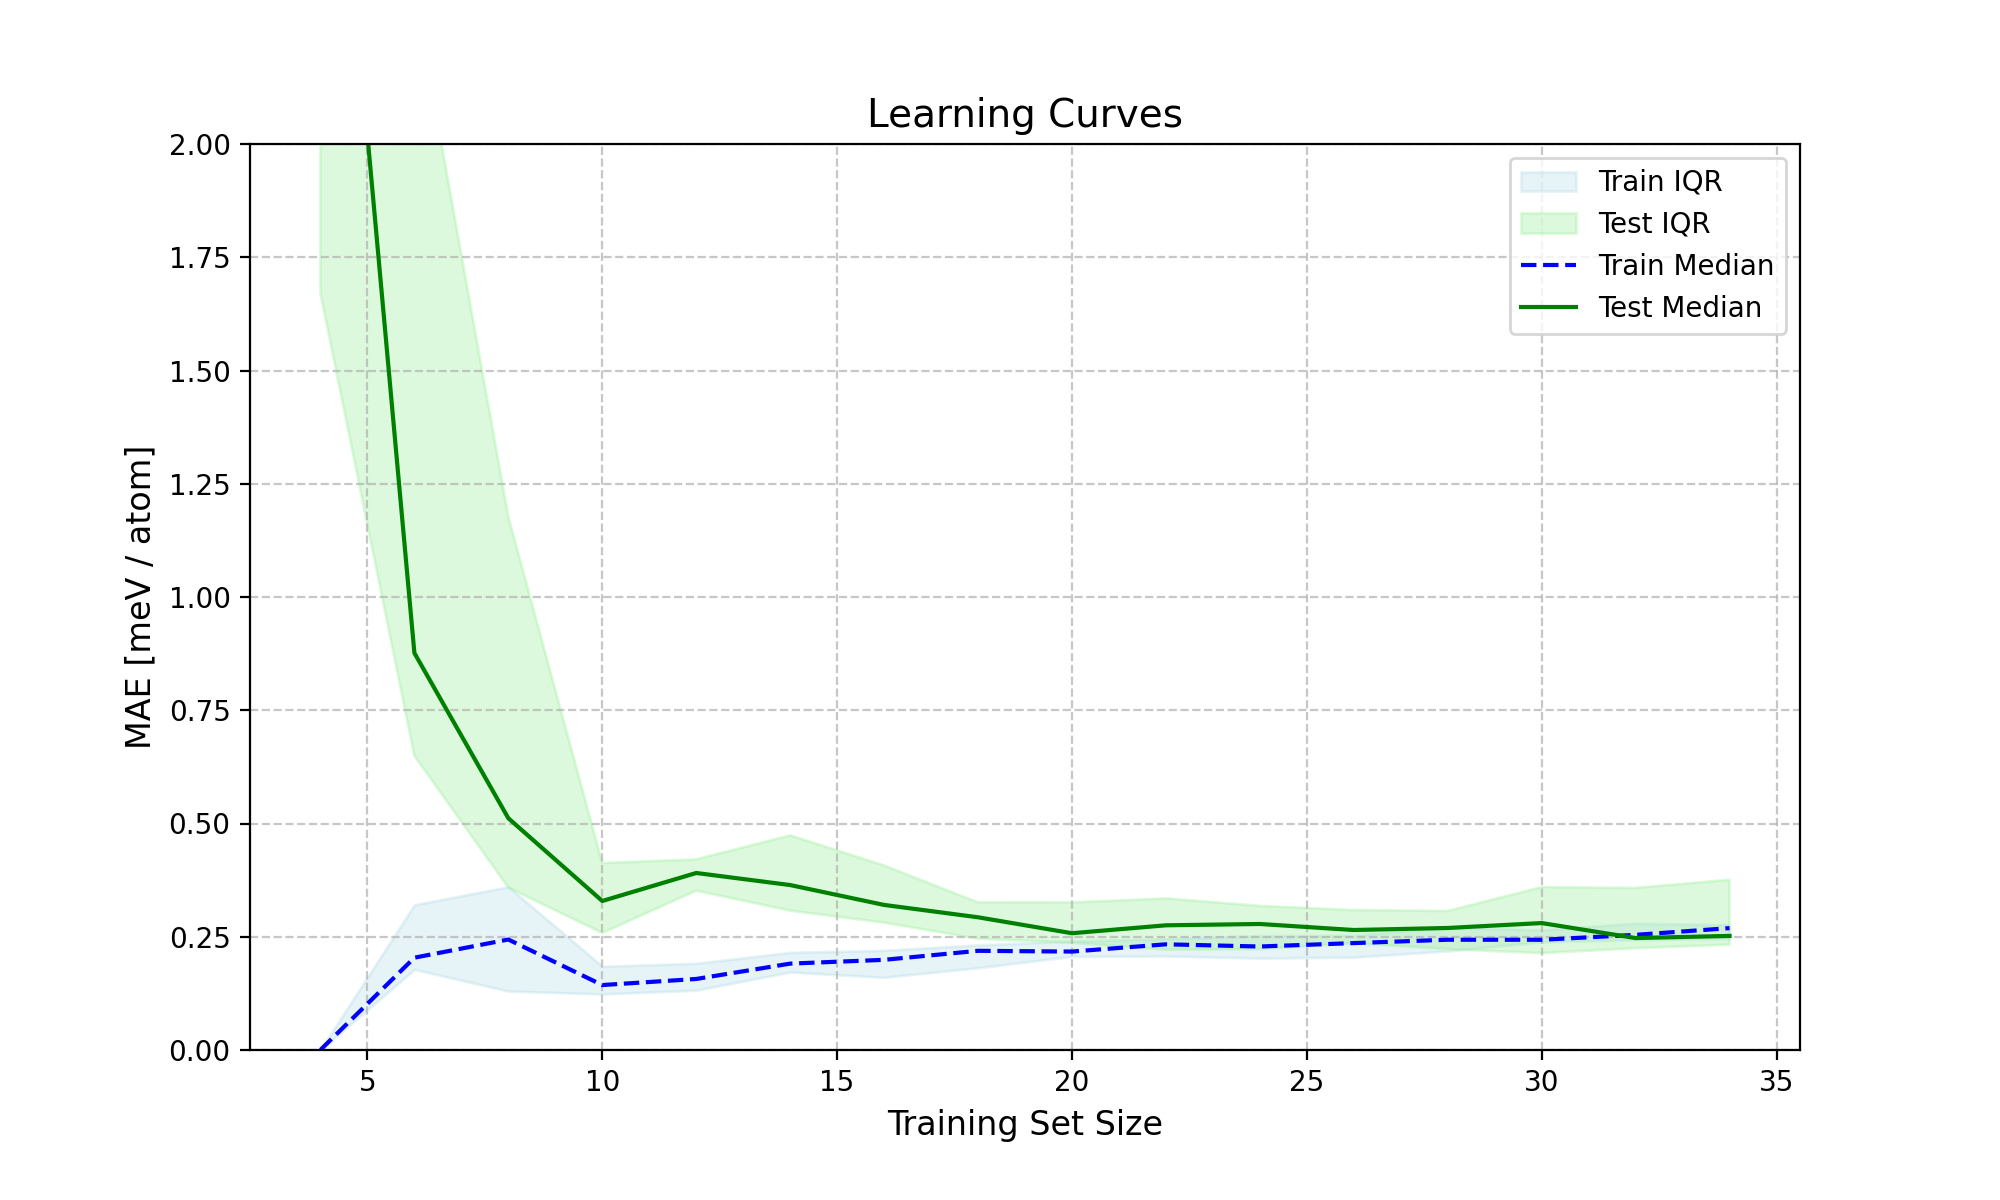 Learning Curves
2.00
1.75
1.50
1.25
1.00
0.75
0.50
0.25
0.00
MAE [meV / atom]
Train IQR
Test IQR
Train Median
Test Median
5 10 15 20 25 30 35
Training Set Size